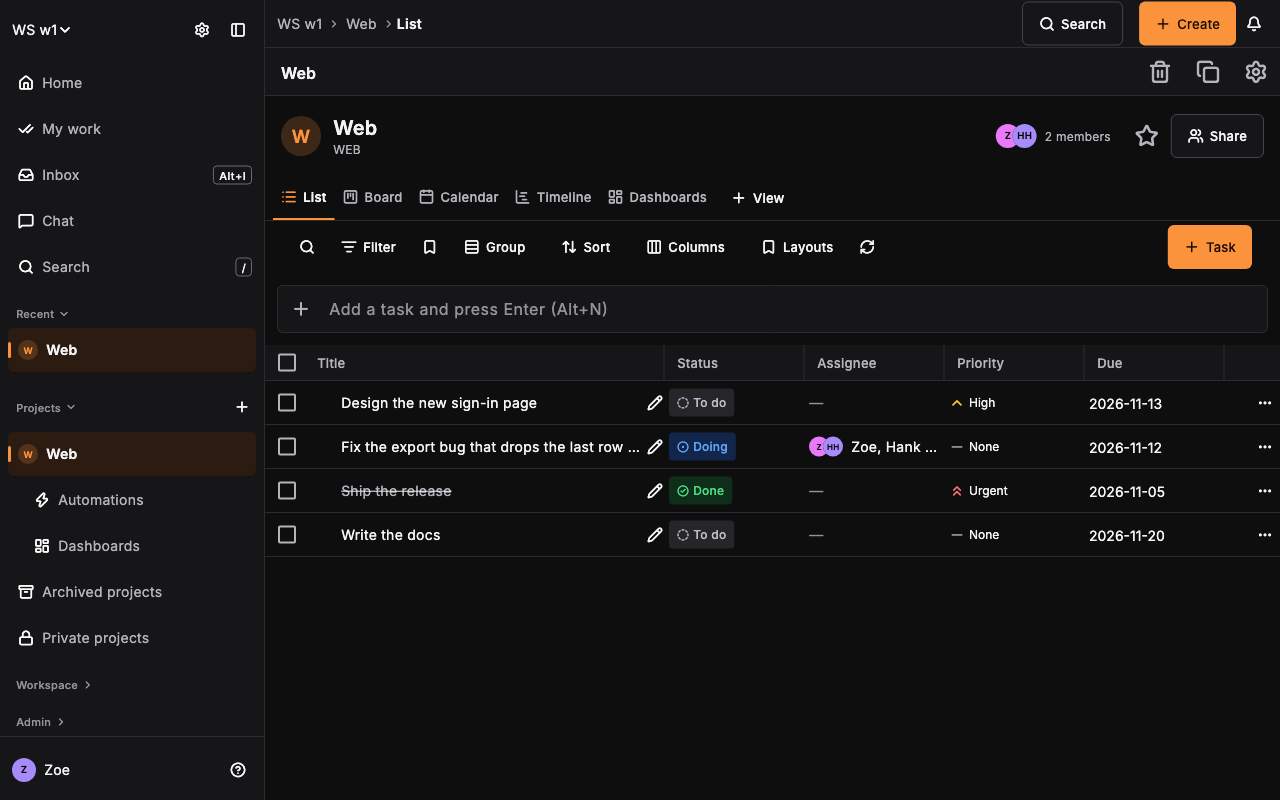 WS w1
Home
My work
Inbox Alt+I
Chat
Search /
Recent
W Web
Projects
W Web
Automations
Dashboards
Archived projects
Private projects
Workspace
Admin
Z Zoe
WS w1 > Web > List
Search
Create
Web
W Web
WEB
Z HH 2 members
Share
List Board Calendar Timeline Dashboards + View
Filter Group Sort Columns Layouts
+ Task
Add a task and press Enter (Alt+N)
Title Status Assignee Priority Due
Design the new sign-in page To do — High 2026-11-13
Fix the export bug that drops the last row ... Doing Z HH Zoe, Hank ... None 2026-11-12
Ship the release Done — Urgent 2026-11-05
Write the docs To do — None 2026-11-20